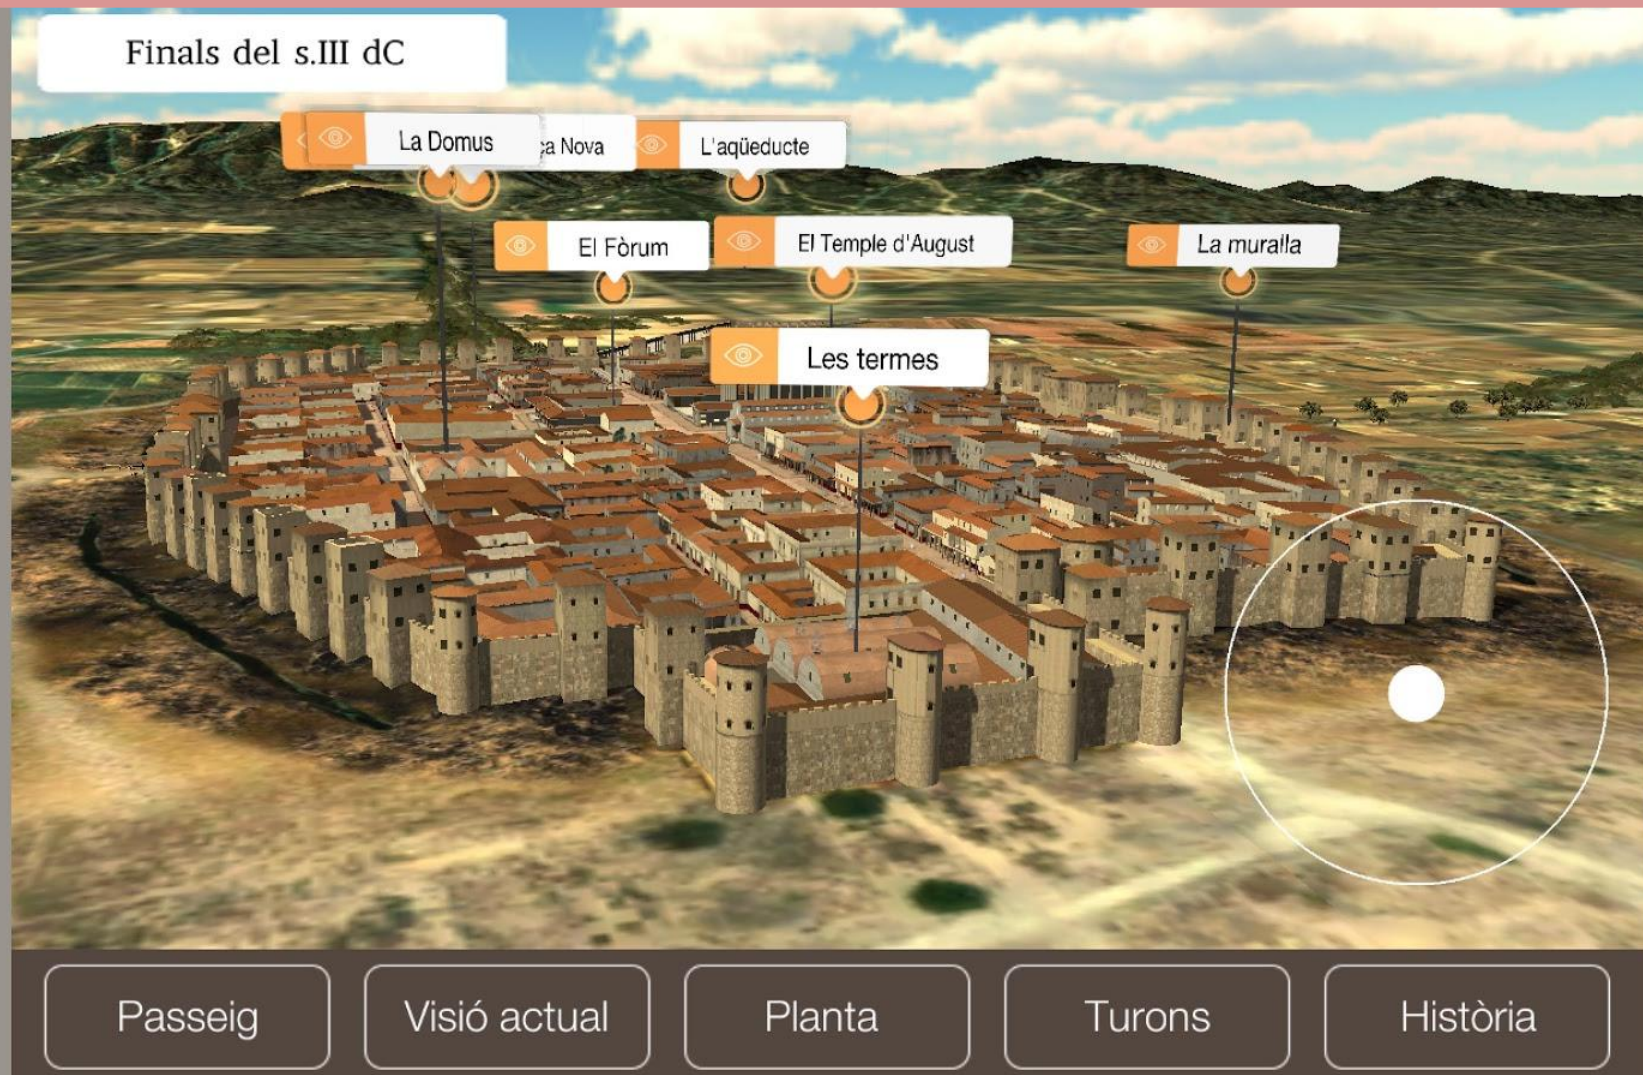 Finals del s.III dC
La Domus
Nova
L'aqüeducte
El Fòrum
El Temple d'August
La muralla
Les termes
Passeig
Visió actual
Planta
Turons
Història